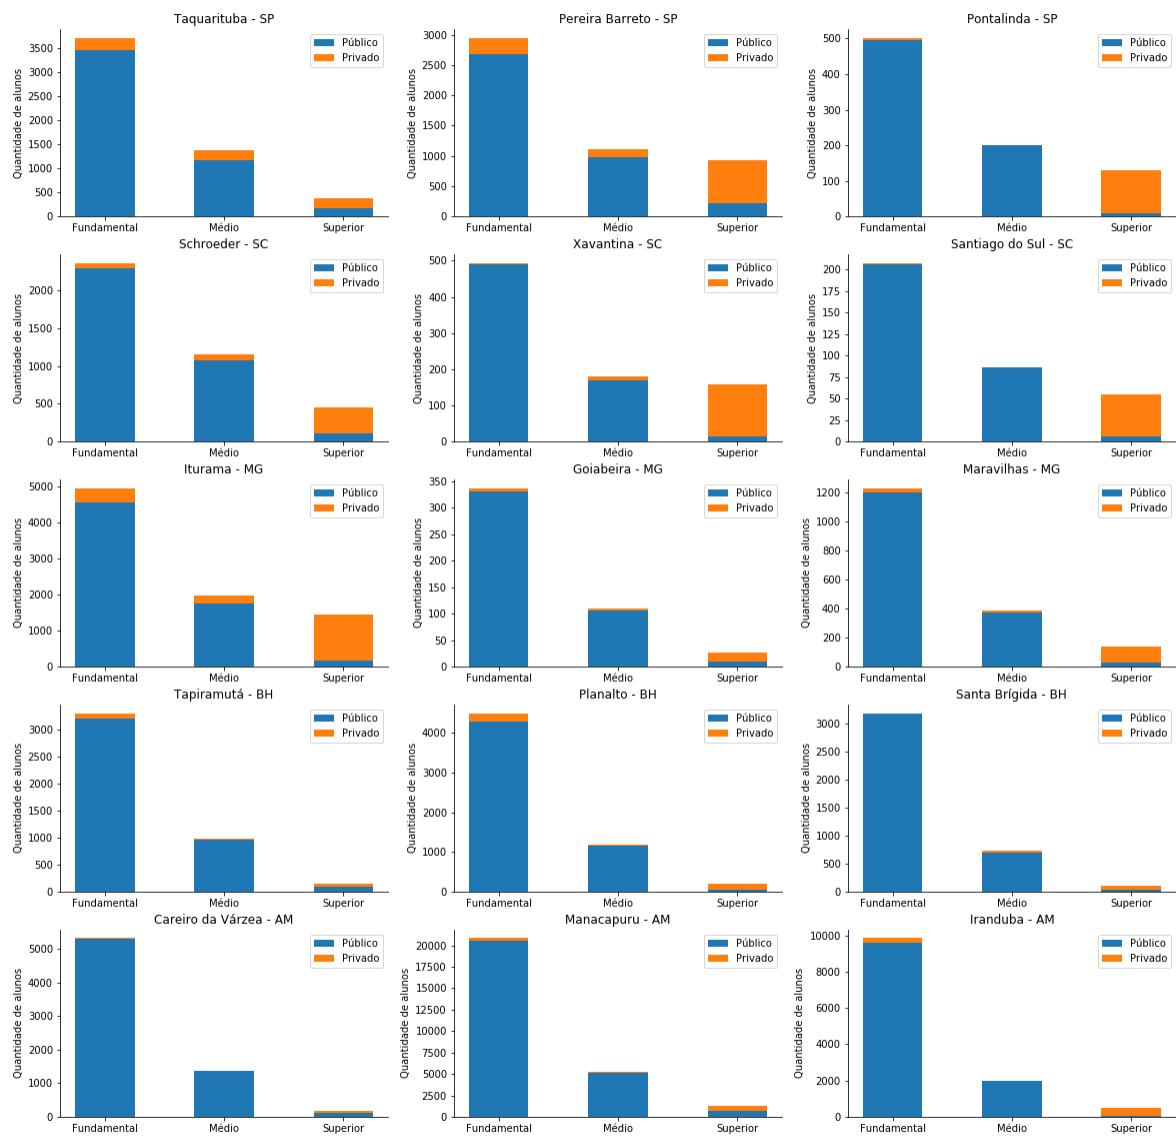 Taquarituba - SP
Quantidade de alunos
3500
3000
2500
2000
1500
1000
500
0
Fundamental Médio Superior
Público
Privado
Pereira Barreto - SP
Quantidade de alunos
3000
2500
2000
1500
1000
500
0
Fundamental Médio Superior
Público
Privado
Pontalinda - SP
Quantidade de alunos
500
400
300
200
100
0
Fundamental Médio Superior
Público
Privado
Schroeder - SC
Quantidade de alunos
2000
1500
1000
500
0
Fundamental Médio Superior
Público
Privado
Xavantina - SC
Quantidade de alunos
500
400
300
200
100
0
Fundamental Médio Superior
Público
Privado
Santiago do Sul - SC
Quantidade de alunos
200
175
150
125
100
75
50
25
0
Fundamental Médio Superior
Público
Privado
Iturama - MG
Quantidade de alunos
5000
4000
3000
2000
1000
0
Fundamental Médio Superior
Público
Privado
Goiabeira - MG
Quantidade de alunos
350
300
250
200
150
100
50
0
Fundamental Médio Superior
Público
Privado
Maravilhas - MG
Quantidade de alunos
1200
1000
800
600
400
200
0
Fundamental Médio Superior
Público
Privado
Tapiramutá - BH
Quantidade de alunos
3000
2500
2000
1500
1000
500
0
Fundamental Médio Superior
Público
Privado
Planalto - BH
Quantidade de alunos
4000
3000
2000
1000
0
Fundamental Médio Superior
Público
Privado
Santa Brígida - BH
Quantidade de alunos
3000
2500
2000
1500
1000
500
0
Fundamental Médio Superior
Público
Privado
Careiro da Várzea - AM
Quantidade de alunos
5000
4000
3000
2000
1000
0
Fundamental Médio Superior
Público
Privado
Manacapuru - AM
Quantidade de alunos
20000
17500
15000
12500
10000
7500
5000
2500
0
Fundamental Médio Superior
Público
Privado
Iranduba - AM
Quantidade de alunos
10000
8000
6000
4000
2000
0
Fundamental Médio Superior
Público
Privado